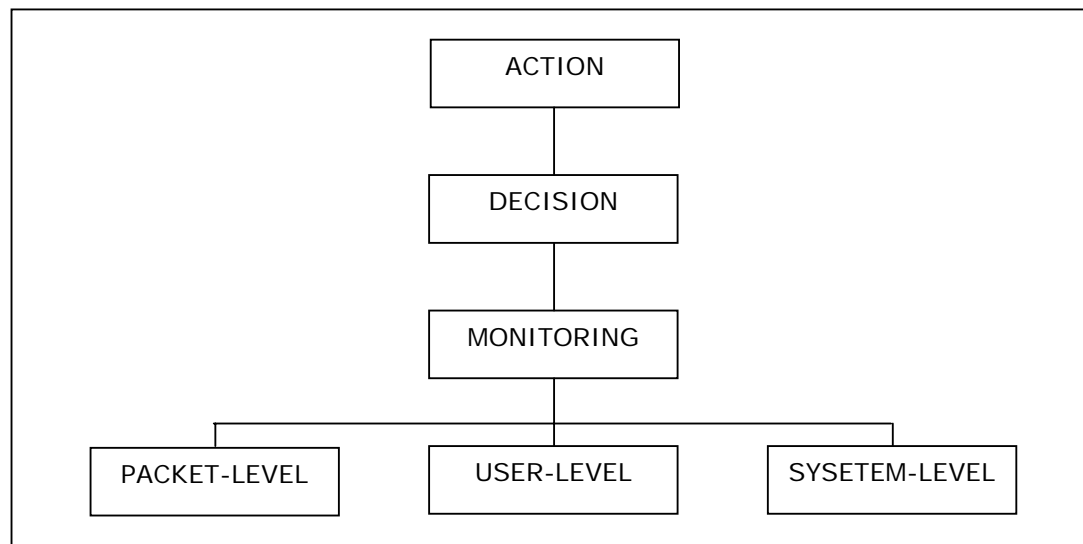 ACTION
DECISION
MONITORING
PACKET-LEVEL USER-LEVEL SYSETEM-LEVEL